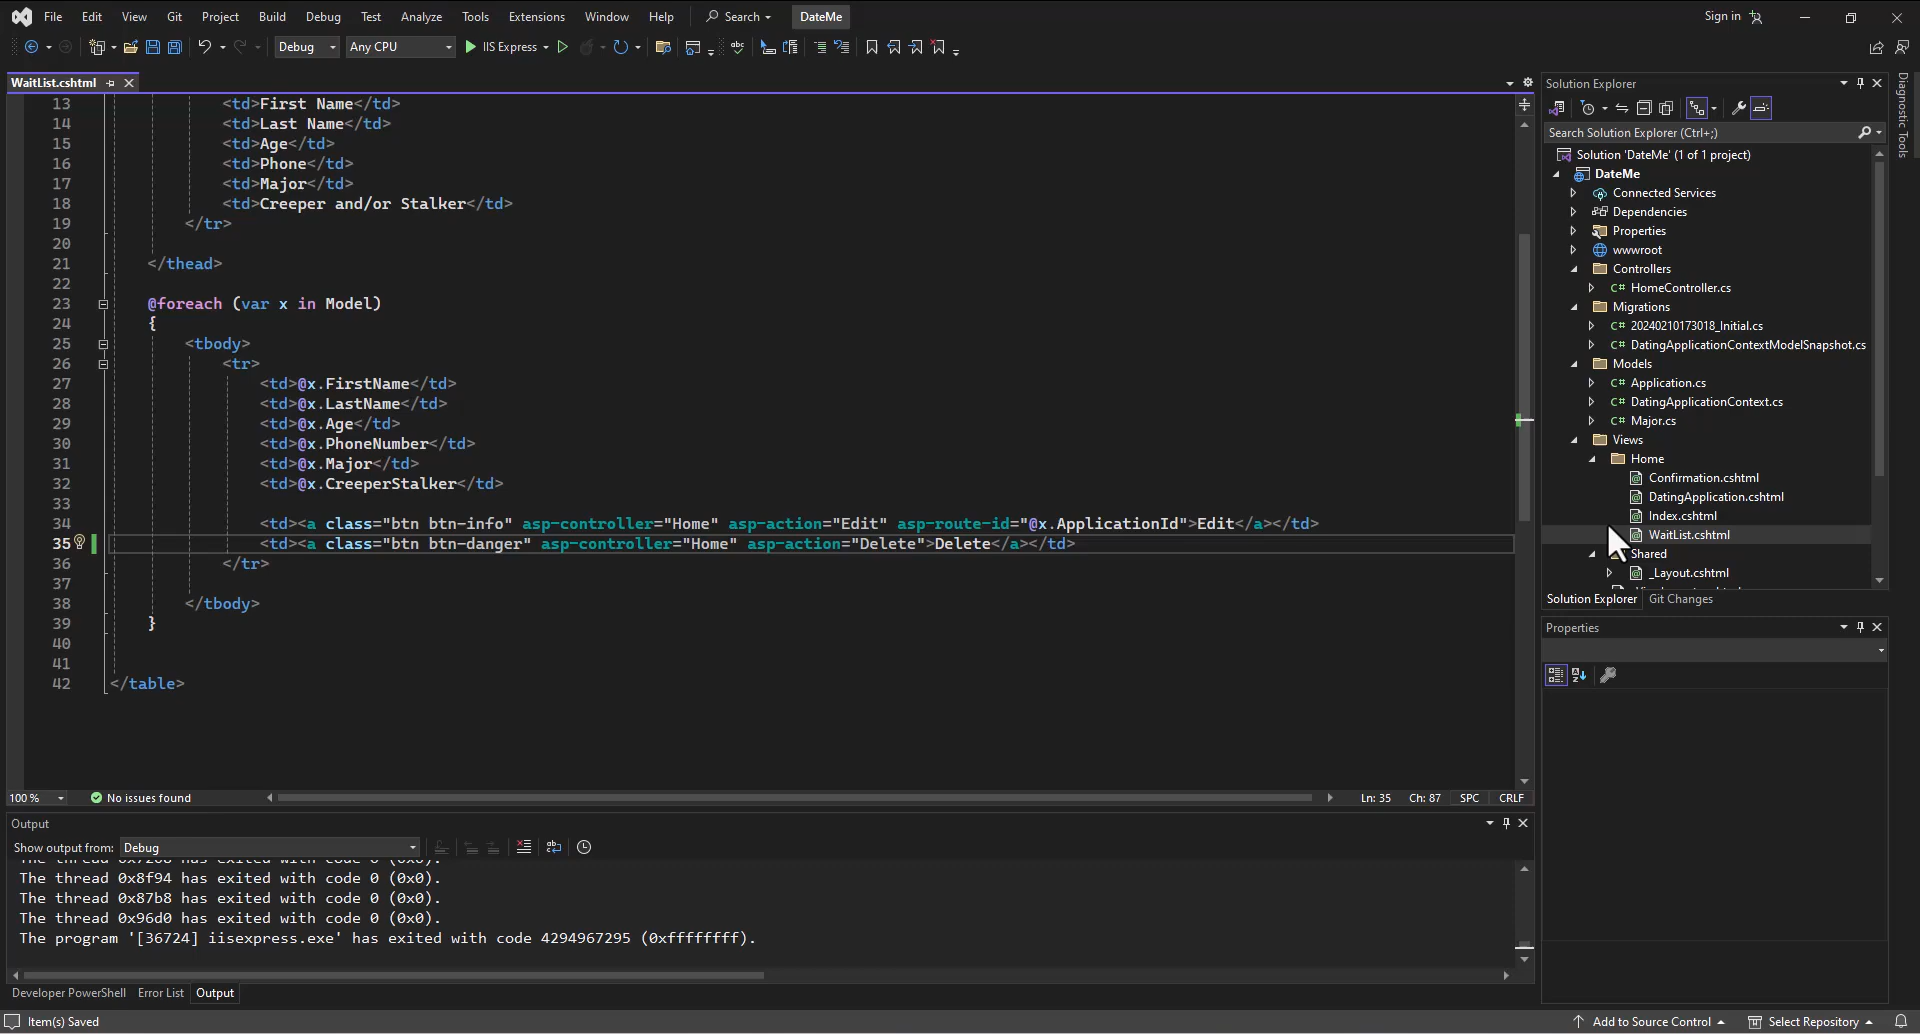 File Edit View Git Project Build Debug Test Analyze Tools Extensions Window Help Search DateMe Sign in
Debug Any CPU IIS Express
WaitList.cshtml
13 <td>First Name</td>
14 <td>Last Name</td>
15 <td>Age</td>
16 <td>Phone</td>
17 <td>Major</td>
18 <td>Creeper and/or Stalker</td>
19 </tr>
20
21 </thead>
22
23 @foreach (var x in Model)
24 {
25 <tbody>
26 <tr>
27 <td>@x.FirstName</td>
28 <td>@x.LastName</td>
29 <td>@x.Age</td>
30 <td>@x.PhoneNumber</td>
31 <td>@x.Major</td>
32 <td>@x.CreeperStalker</td>
33
34 <td><a class="btn btn-info" asp-controller="Home" asp-action="Edit" asp-route-id="@x.ApplicationId">Edit</a></td>
35 <td><a class="btn btn-danger" asp-controller="Home" asp-action="Delete">Delete</a></td>
36 </tr>
37
38 </tbody>
39 }
40
41
42 </table>
100 % No issues found Ln: 35 Ch: 87 SPC CRLF
Output
Show output from: Debug
The thread 0x8f94 has exited with code 0 (0x0).
The thread 0x87b8 has exited with code 0 (0x0).
The thread 0x96d0 has exited with code 0 (0x0).
The program '[36724] iisexpress.exe' has exited with code 4294967295 (0xffffffff).
Developer PowerShell Error List Output
Solution Explorer
Search Solution Explorer (Ctrl+;)
Solution 'DateMe' (1 of 1 project)
DateMe
Connected Services
Dependencies
Properties
wwwroot
Controllers
C# HomeController.cs
Migrations
C# 20240210173018_Initial.cs
C# DatingApplicationContextModelSnapshot.cs
Models
C# Application.cs
C# DatingApplicationContext.cs
C# Major.cs
Views
Home
Confirmation.cshtml
DatingApplication.cshtml
Index.cshtml
WaitList.cshtml
Shared
_Layout.cshtml
Solution Explorer Git Changes
Properties
Diagnostic Tools
Item(s) Saved Add to Source Control Select Repository